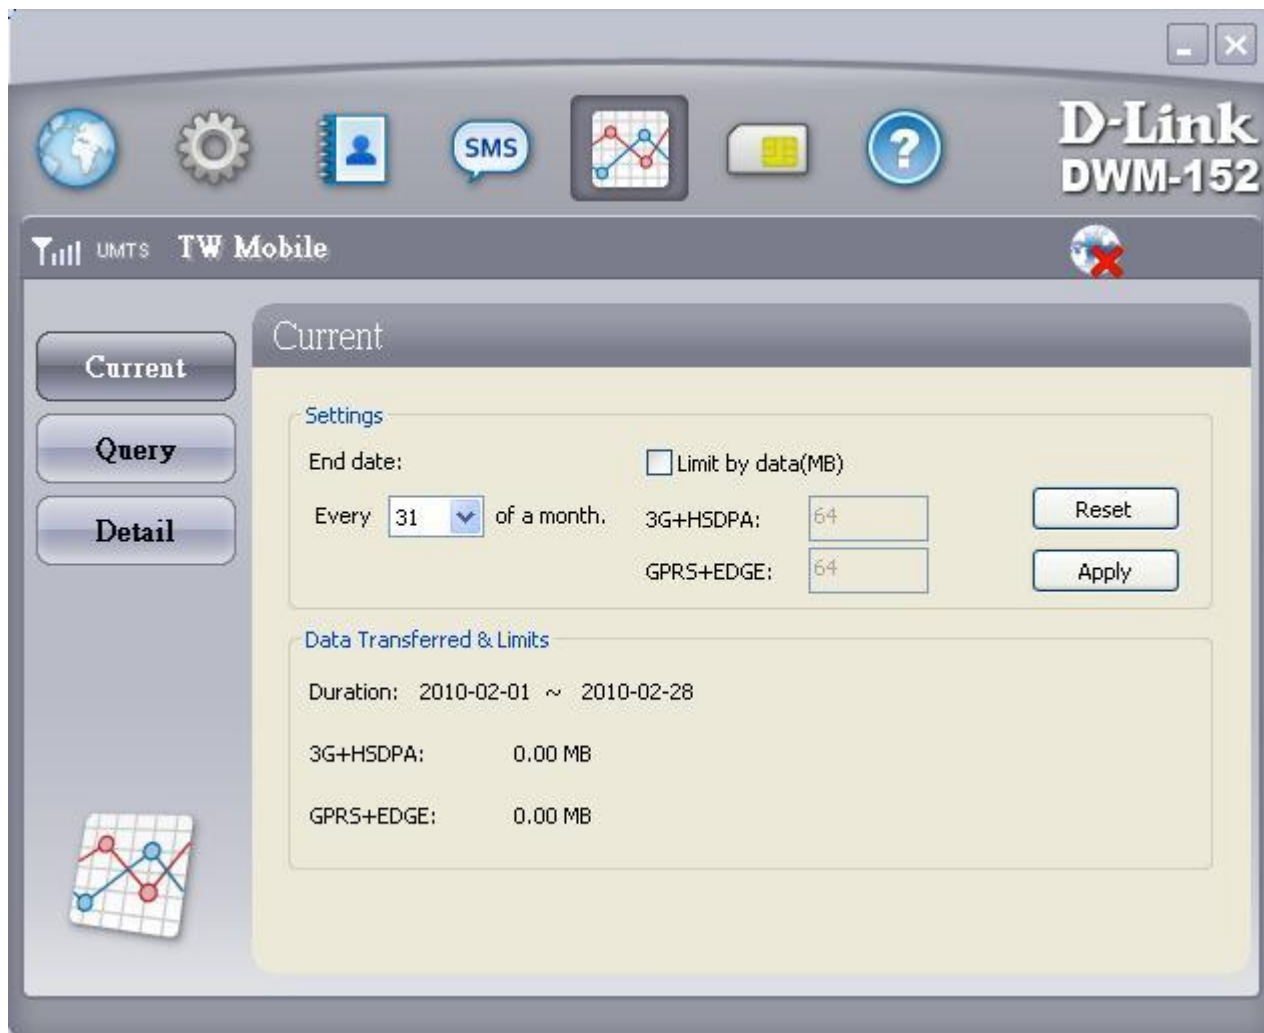 SMS
D-Link
DWM-152
UMTS TW Mobile
Current
Query
Detail
Current
Settings
End date:
Every 31 of a month.
Limit by data(MB)
3G+HSDPA: 64
GPRS+EDGE: 64
Reset
Apply
Data Transferred & Limits
Duration: 2010-02-01 ~ 2010-02-28
3G+HSDPA: 0.00 MB
GPRS+EDGE: 0.00 MB